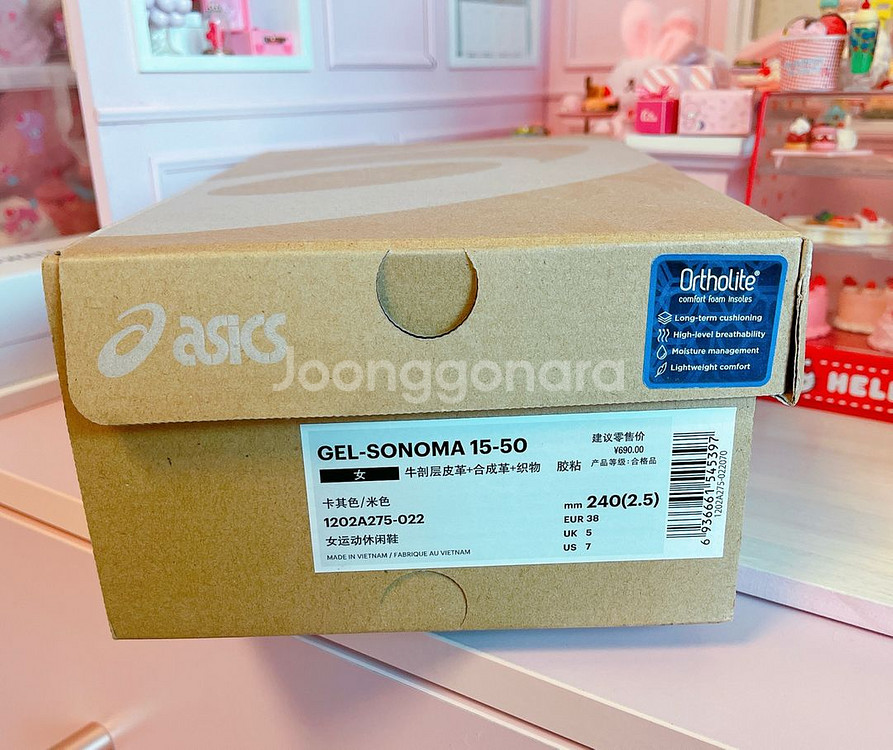 asics
Joonggonara
Ortholite®
comfort foam insoles
Long-term cushioning
High-level breathability
Moisture management
Lightweight comfort
GEL-SONOMA 15-50
女 牛剖层皮革+合成革+织物 胶粘
建议零售价
¥690.00
产品等级:合格品
卡其色/米色
1202A275-022
女运动休闲鞋
MADE IN VIETNAM / FABRIQUE AU VIETNAM
mm 240(2.5)
EUR 38
UK 5
US 7
6 936661 545397
1202A275-022070
HELL